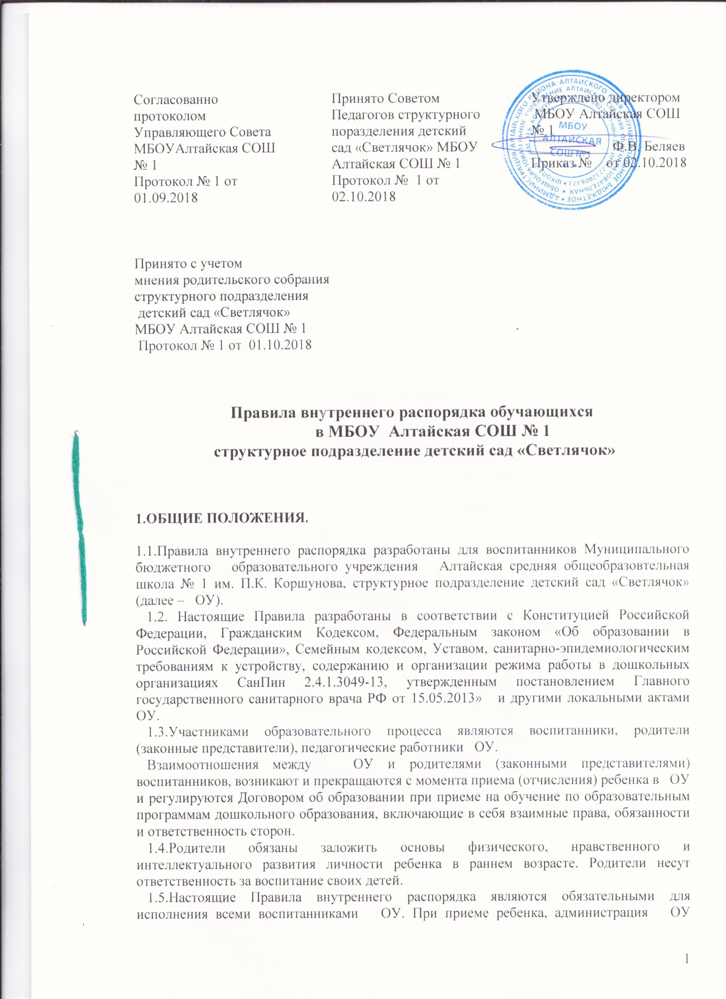 Согласованно
протоколом
Управляющего Совета
МБОУАлтайская СОШ
№ 1
Протокол № 1 от
01.09.2018
Принято Советом
Педагогов структурного
поразделения детский
сад «Светлячок» МБОУ
Алтайская СОШ № 1
Протокол №  1 от
02.10.2018
Утверждено директором
МБОУ Алтайская СОШ
№ 1
Ф.В. Беляев
Приказ №    от 02.10.2018
МБОУ
АЛТАЙСКАЯ
СОШ №1
Принято с учетом
мнения родительского собрания
структурного подразделения
детский сад «Светлячок»
МБОУ Алтайская СОШ № 1
Протокол № 1 от  01.10.2018
Правила внутреннего распорядка обучающихся
в МБОУ  Алтайская СОШ № 1
структурное подразделение детский сад «Светлячок»
1.ОБЩИЕ ПОЛОЖЕНИЯ.
1.1.Правила внутреннего распорядка разработаны для воспитанников Муниципального
бюджетного   образовательного учреждения   Алтайская средняя общеобразовтельная
школа № 1 им. П.К. Коршунова, структурное подразделение детский сад «Светлячок»
(далее –   ОУ).
1.2. Настоящие Правила разработаны в соответствии с Конституцией Российской
Федерации, Гражданским Кодексом, Федеральным законом «Об образовании в
Российской Федерации», Семейным кодексом, Уставом, санитарно-эпидемиологическим
требованиям к устройству, содержанию и организации режима работы в дошкольных
организациях СанПин 2.4.1.3049-13, утвержденным постановлением Главного
государственного санитарного врача РФ от 15.05.2013»   и другими локальными актами
ОУ.
1.3.Участниками образовательного процесса являются воспитанники, родители
(законные представители), педагогические работники   ОУ.
Взаимоотношения между   ОУ и родителями (законными представителями)
воспитанников, возникают и прекращаются с момента приема (отчисления) ребенка в   ОУ
и регулируются Договором об образовании при приеме на обучение по образовательным
программам дошкольного образования, включающие в себя взаимные права, обязанности
и ответственность сторон.
1.4.Родители обязаны заложить основы физического, нравственного и
интеллектуального развития личности ребенка в раннем возрасте. Родители несут
ответственность за воспитание своих детей.
1.5.Настоящие Правила внутреннего распорядка являются обязательными для
исполнения всеми воспитанниками   ОУ. При приеме ребенка, администрация   ОУ
1